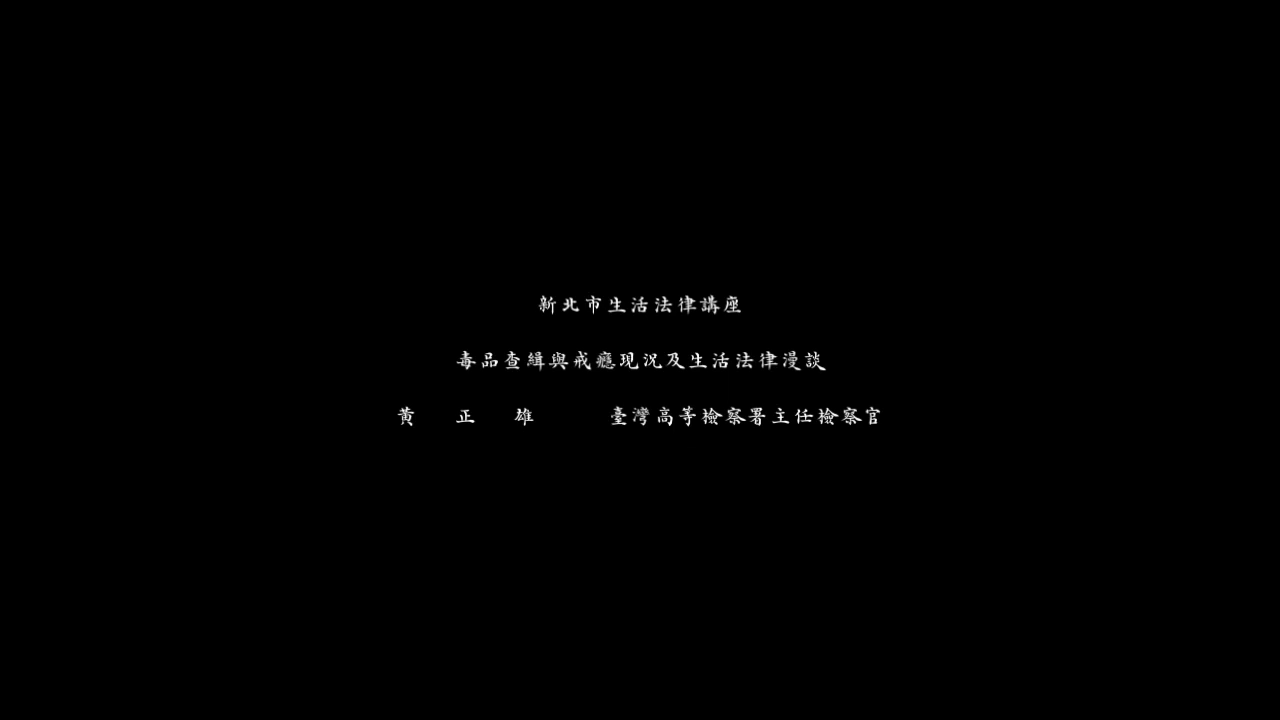 新北市生活法律講座
毒品查緝與戒癮現況及生活法律漫談
黃 正 雄 臺灣高等檢察署主任檢察官